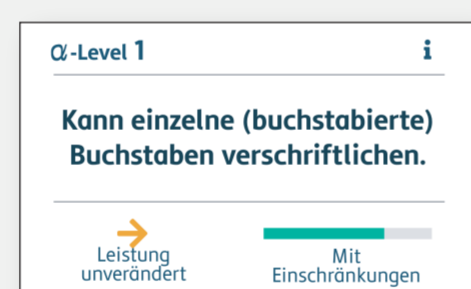 α-Level 1
i
Kann einzelne (buchstabierte)
Buchstaben verschriftlichen.
Leistung
unverändert
Mit
Einschränkungen